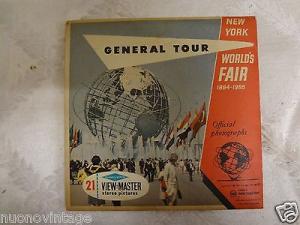 NEW
YORK
GENERAL TOUR
WORLD'S
FAIR
1964-1965
Official
photographs
21
VIEW-MASTER
stereo pictures
© nuonovintage